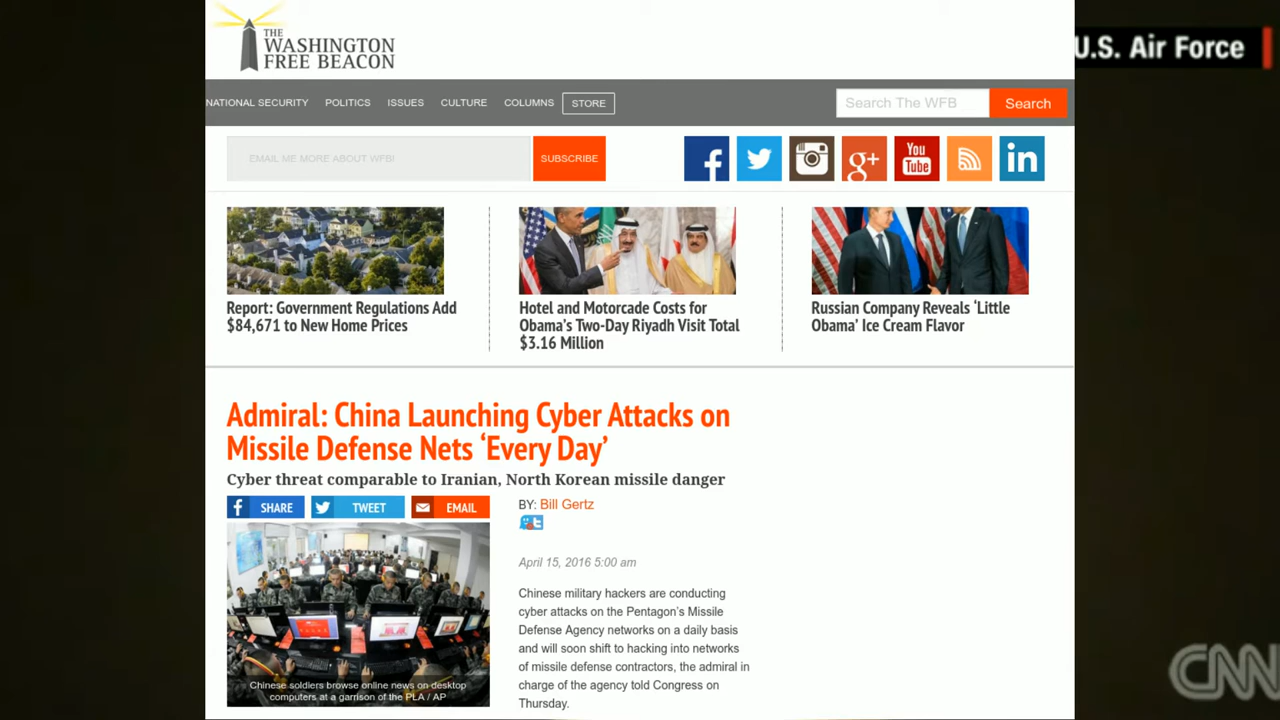 U.S. Air Force
THE
WASHINGTON
FREE BEACON
NATIONAL SECURITY POLITICS ISSUES CULTURE COLUMNS STORE
Search The WFB Search
EMAIL ME MORE ABOUT WFB! SUBSCRIBE
f g+ You Tube in
Report: Government Regulations Add
$84,671 to New Home Prices
Hotel and Motorcade Costs for
Obama's Two-Day Riyadh Visit Total
$3.16 Million
Russian Company Reveals ‘Little
Obama’ Ice Cream Flavor
Admiral: China Launching Cyber Attacks on
Missile Defense Nets ‘Every Day’
Cyber threat comparable to Iranian, North Korean missile danger
f SHARE TWEET EMAIL
BY: Bill Gertz
April 15, 2016 5:00 am
Chinese military hackers are conducting
cyber attacks on the Pentagon's Missile
Defense Agency networks on a daily basis
and will soon shift to hacking into networks
of missile defense contractors, the admiral in
charge of the agency told Congress on
Thursday.
Chinese soldiers browse online news on desktop
computers at a garrison of the PLA / AP
CNN